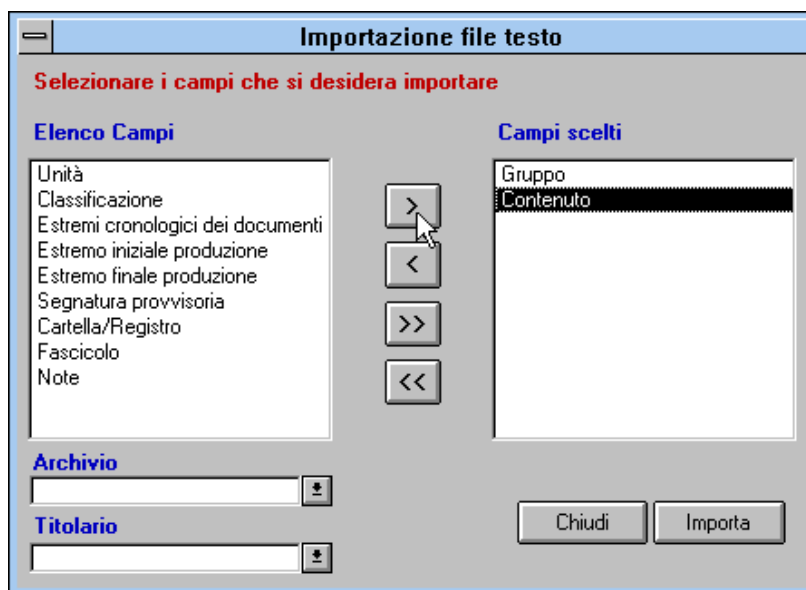 Importazione file testo
Selezionare i campi che si desidera importare
Elenco Campi
Unità
Classificazione
Estremi cronologici dei documenti
Estremo iniziale produzione
Estremo finale produzione
Segnatura provvisoria
Cartella/Registro
Fascicolo
Note
>
<
>>
<<
Campi scelti
Gruppo
Contenuto
Archivio
Titolario
Chiudi
Importa